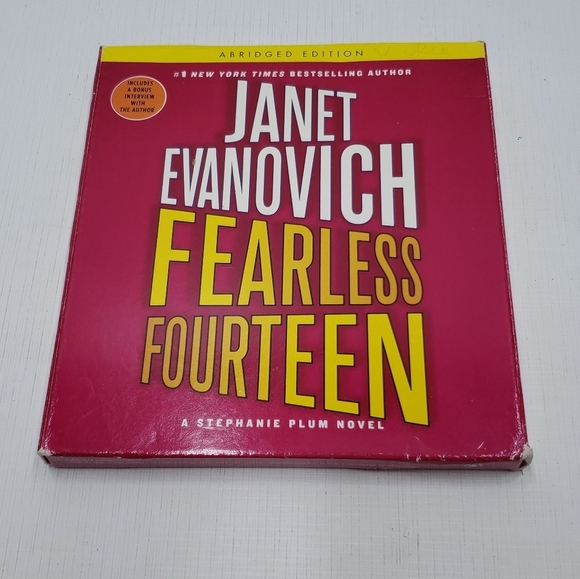 ABRIDGED EDITION
#1 NEW YORK TIMES BESTSELLING AUTHOR
INCLUDES
A BONUS
INTERVIEW
WITH
THE AUTHOR
JANET
EVANOVICH
FEARLESS
FOURTEEN
A STEPHANIE PLUM NOVEL